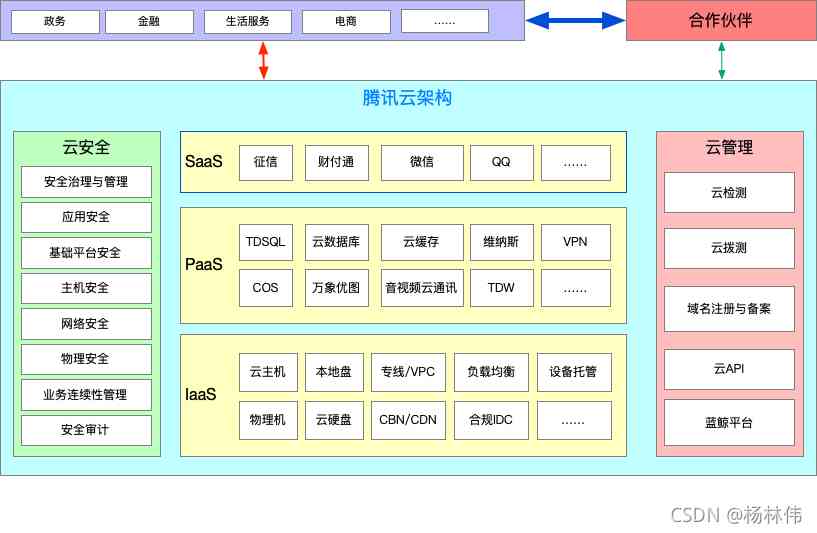 政务 金融 生活服务 电商 ...... 合作伙伴
腾讯云架构
云安全
安全治理与管理
应用安全
基础平台安全
主机安全
网络安全
物理安全
业务连续性管理
安全审计
SaaS 征信 财付通 微信 QQ ......
PaaS
TDSQL 云数据库 云缓存 维纳斯 VPN
COS 万象优图 音视频云通讯 TDW ......
IaaS
云主机 本地盘 专线/VPC 负载均衡 设备托管
物理机 云硬盘 CBN/CDN 合规IDC ......
云管理
云检测
云拨测
域名注册与备案
云API
蓝鲸平台
CSDN @杨林伟